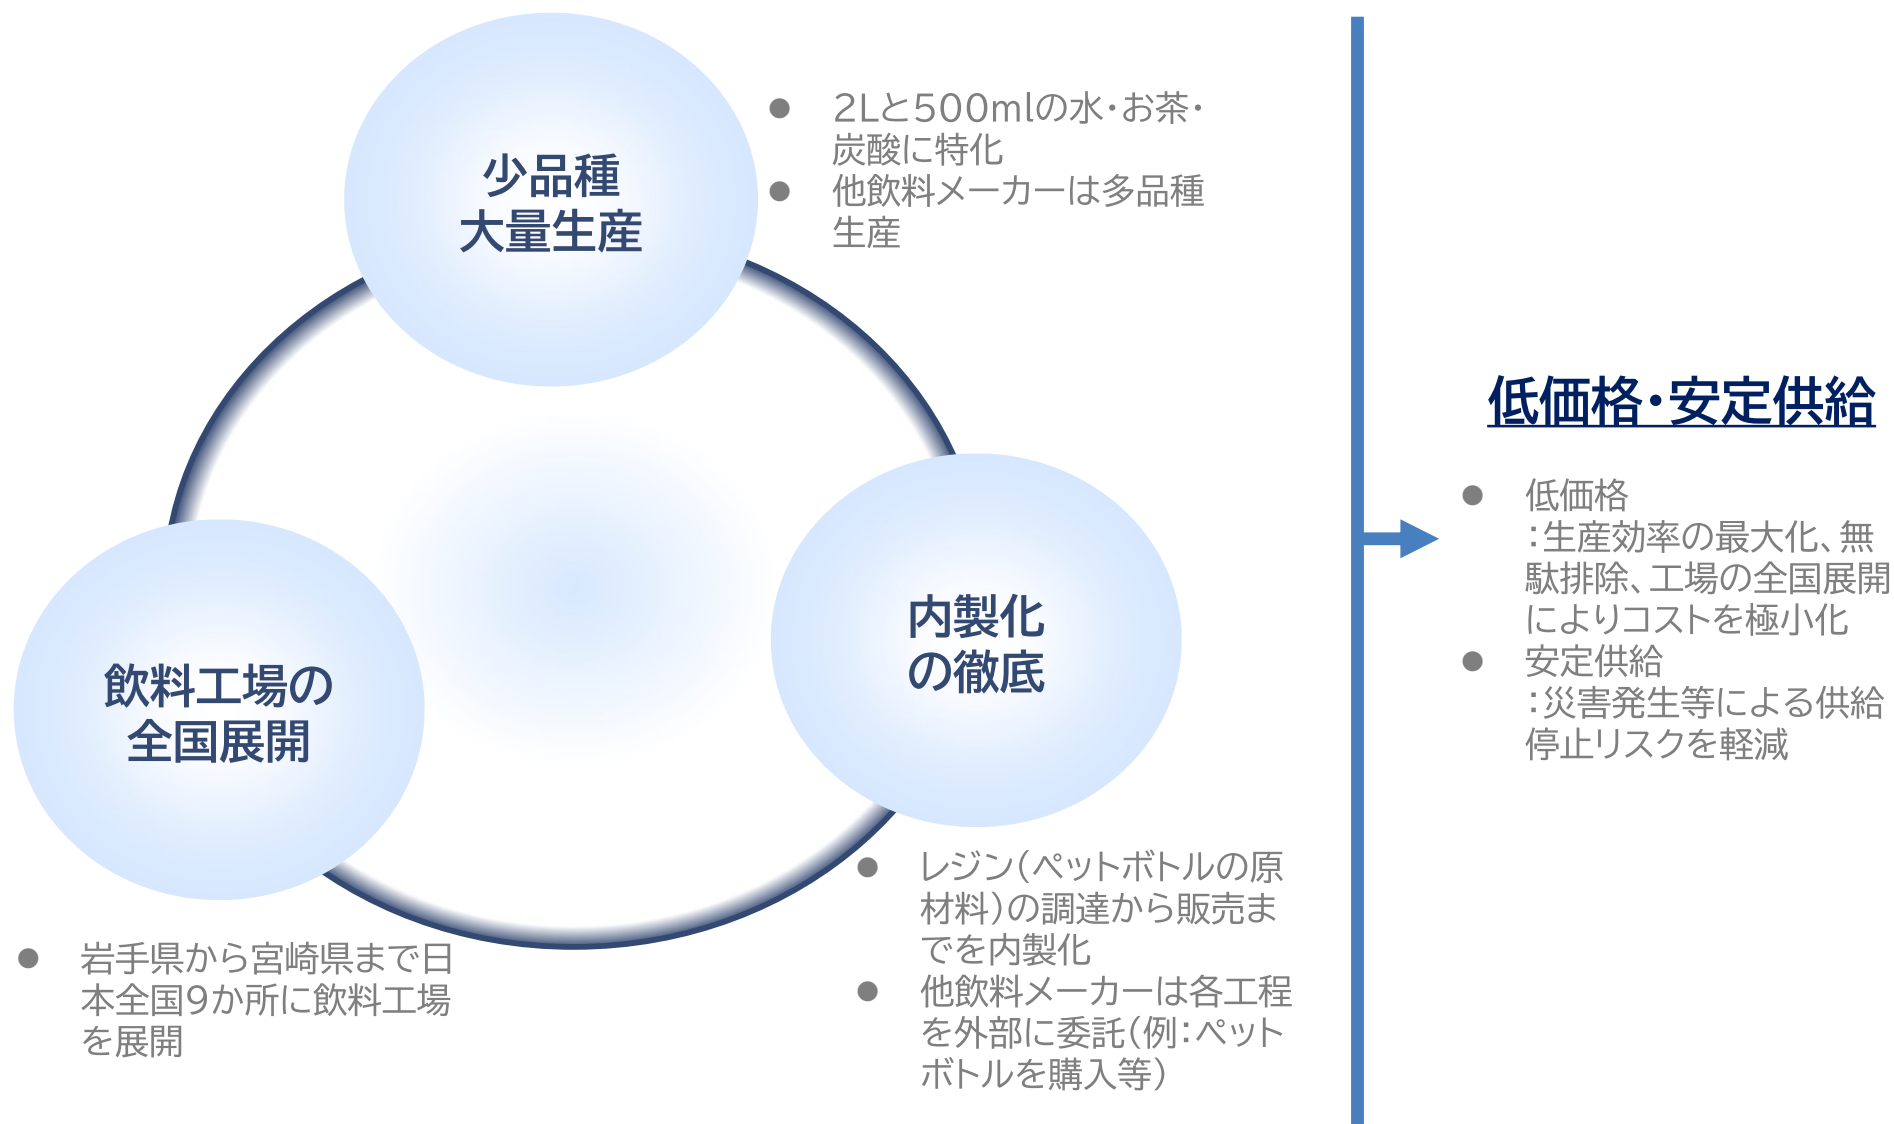 少品種
大量生産
● 2Lと500mlの水・お茶・
炭酸に特化
● 他飲料メーカーは多品種
生産
内製化
の徹底
● レジン（ペットボトルの原
材料）の調達から販売ま
でを内製化
● 他飲料メーカーは各工程
を外部に委託（例：ペット
ボトルを購入等）
飲料工場の
全国展開
● 岩手県から宮崎県まで日
本全国9か所に飲料工場
を展開
低価格・安定供給
● 低価格
：生産効率の最大化、無
駄排除、工場の全国展開
によりコストを極小化
● 安定供給
：災害発生等による供給
停止リスクを軽減